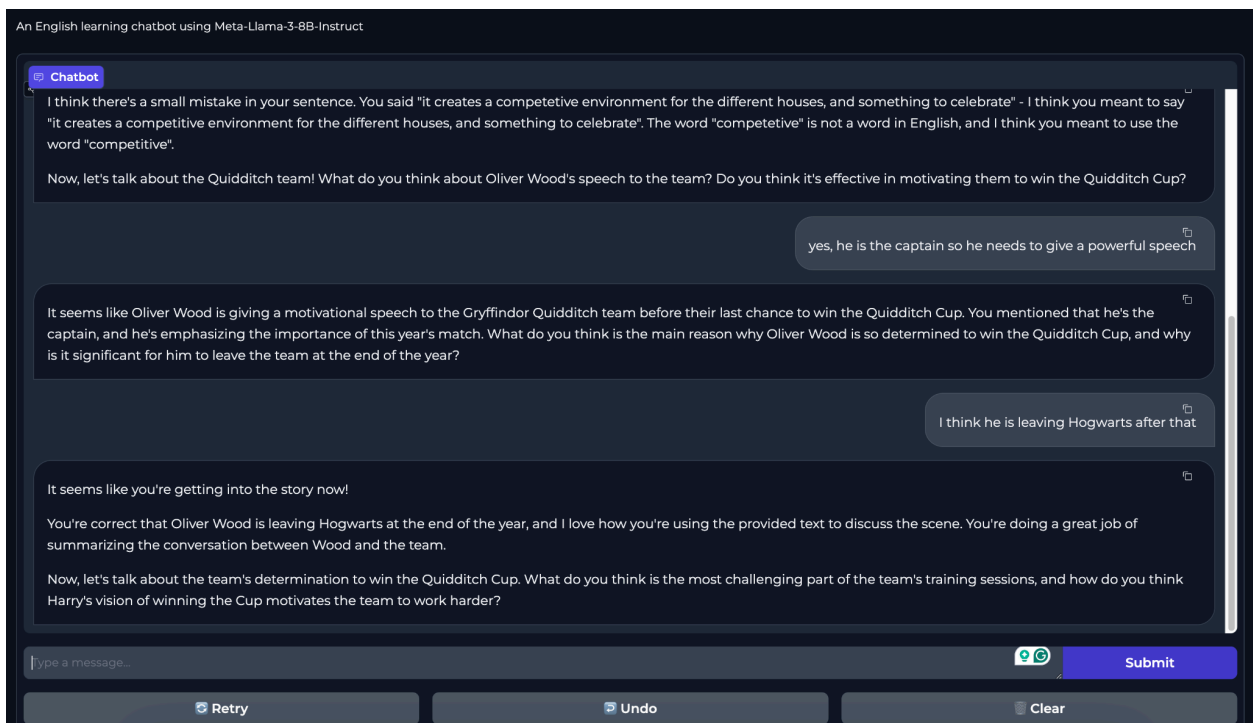 An English learning chatbot using Meta-Llama-3-8B-Instruct
Chatbot
I think there's a small mistake in your sentence. You said "it creates a competetive environment for the different houses, and something to celebrate" - I think you meant to say
"it creates a competitive environment for the different houses, and something to celebrate". The word "competetive" is not a word in English, and I think you meant to use the
word "competitive".
Now, let's talk about the Quidditch team! What do you think about Oliver Wood's speech to the team? Do you think it's effective in motivating them to win the Quidditch Cup?
yes, he is the captain so he needs to give a powerful speech
It seems like Oliver Wood is giving a motivational speech to the Gryffindor Quidditch team before their last chance to win the Quidditch Cup. You mentioned that he's the
captain, and he's emphasizing the importance of this year's match. What do you think is the main reason why Oliver Wood is so determined to win the Quidditch Cup, and why
is it significant for him to leave the team at the end of the year?
I think he is leaving Hogwarts after that
It seems like you're getting into the story now!
You're correct that Oliver Wood is leaving Hogwarts at the end of the year, and I love how you're using the provided text to discuss the scene. You're doing a great job of
summarizing the conversation between Wood and the team.
Now, let's talk about the team's determination to win the Quidditch Cup. What do you think is the most challenging part of the team's training sessions, and how do you think
Harry's vision of winning the Cup motivates the team to work harder?
Type a message...
Submit
Retry
Undo
Clear